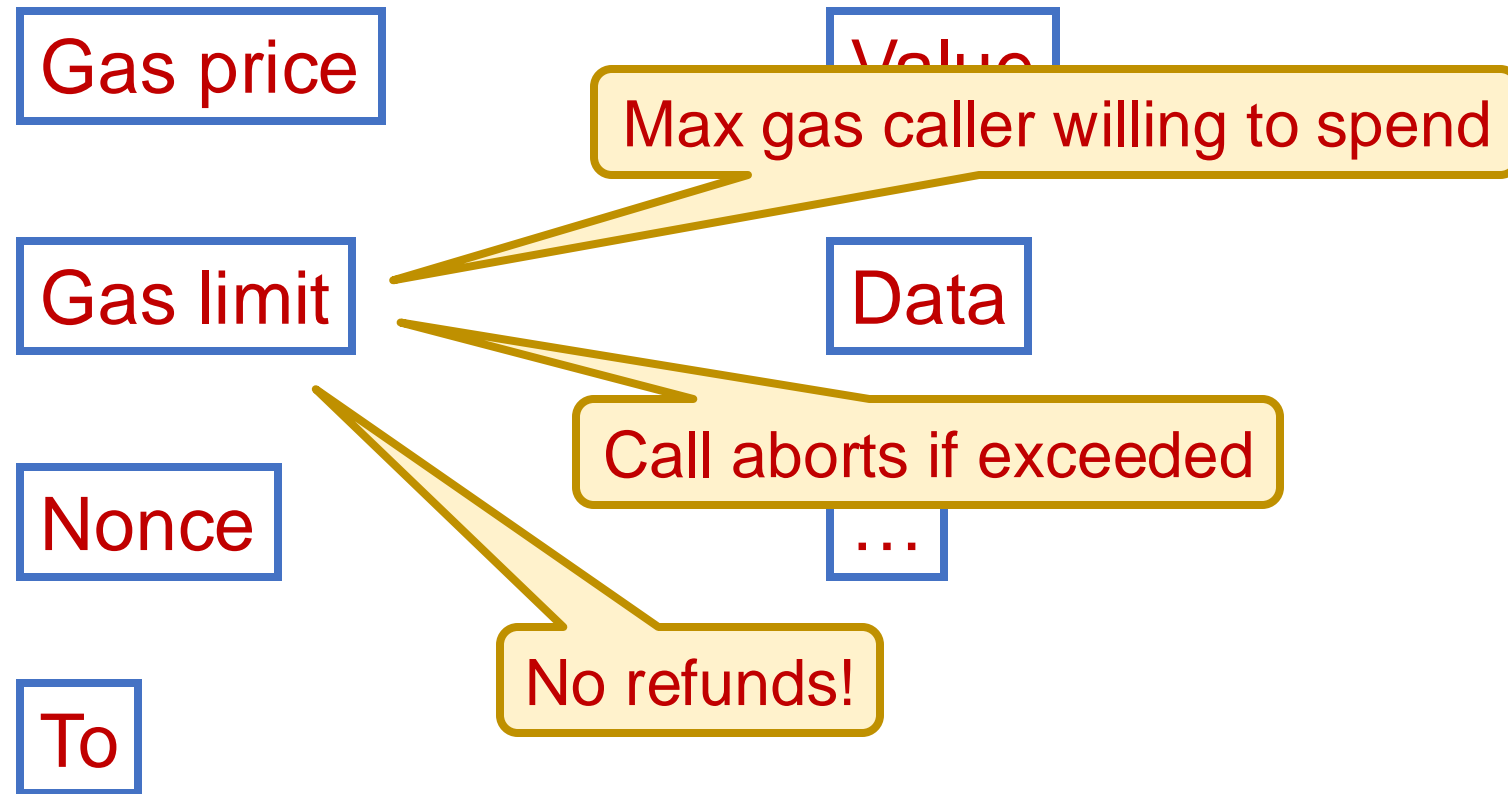 Gas price
Value
Max gas caller willing to spend
Gas limit
Data
Call aborts if exceeded
Nonce
…
No refunds!
To